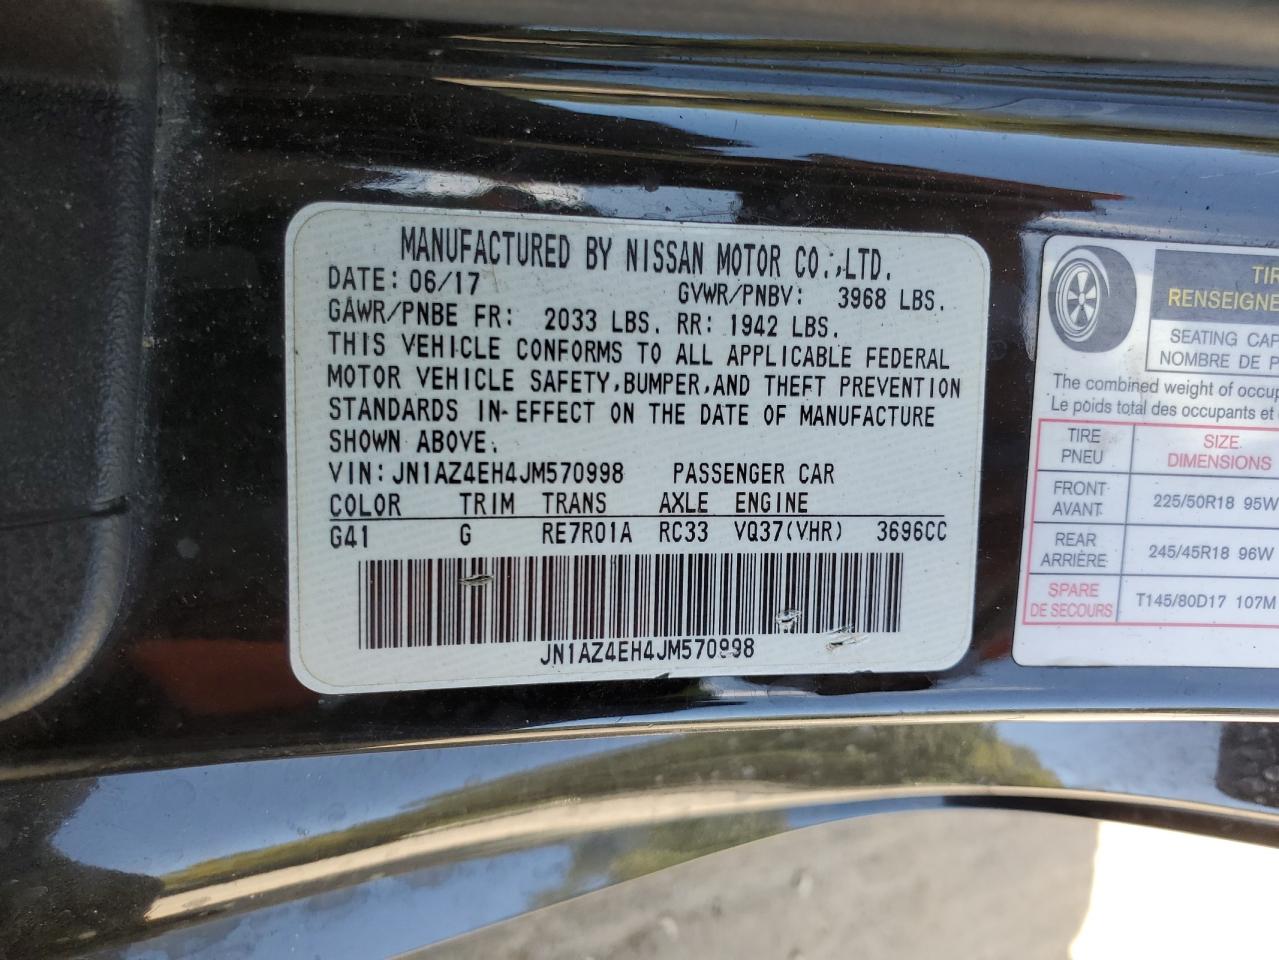 MANUFACTURED BY NISSAN MOTOR CO.,LTD.
DATE: 06/17 GVWR/PNBV: 3968 LBS.
GAWR/PNBE FR: 2033 LBS. RR: 1942 LBS.
THIS VEHICLE CONFORMS TO ALL APPLICABLE FEDERAL
MOTOR VEHICLE SAFETY, BUMPER, AND THEFT PREVENTION
STANDARDS IN EFFECT ON THE DATE OF MANUFACTURE
SHOWN ABOVE.
VIN: JN1AZ4EH4JM570998 PASSENGER CAR
COLOR TRIM TRANS AXLE ENGINE
G41 G RE7R01A RC33 VQ37(VHR) 3696CC
JN1AZ4EH4JM570998
TIR
RENSEIGNE
SEATING CAP
NOMBRE DE P
The combined weight of occup
Le poids total des occupants et
TIRE SIZE
PNEU DIMENSIONS
FRONT
AVANT 225/50R18 95W
REAR
ARRIÈRE 245/45R18 96W
SPARE
DE SECOURS T145/80D17 107M